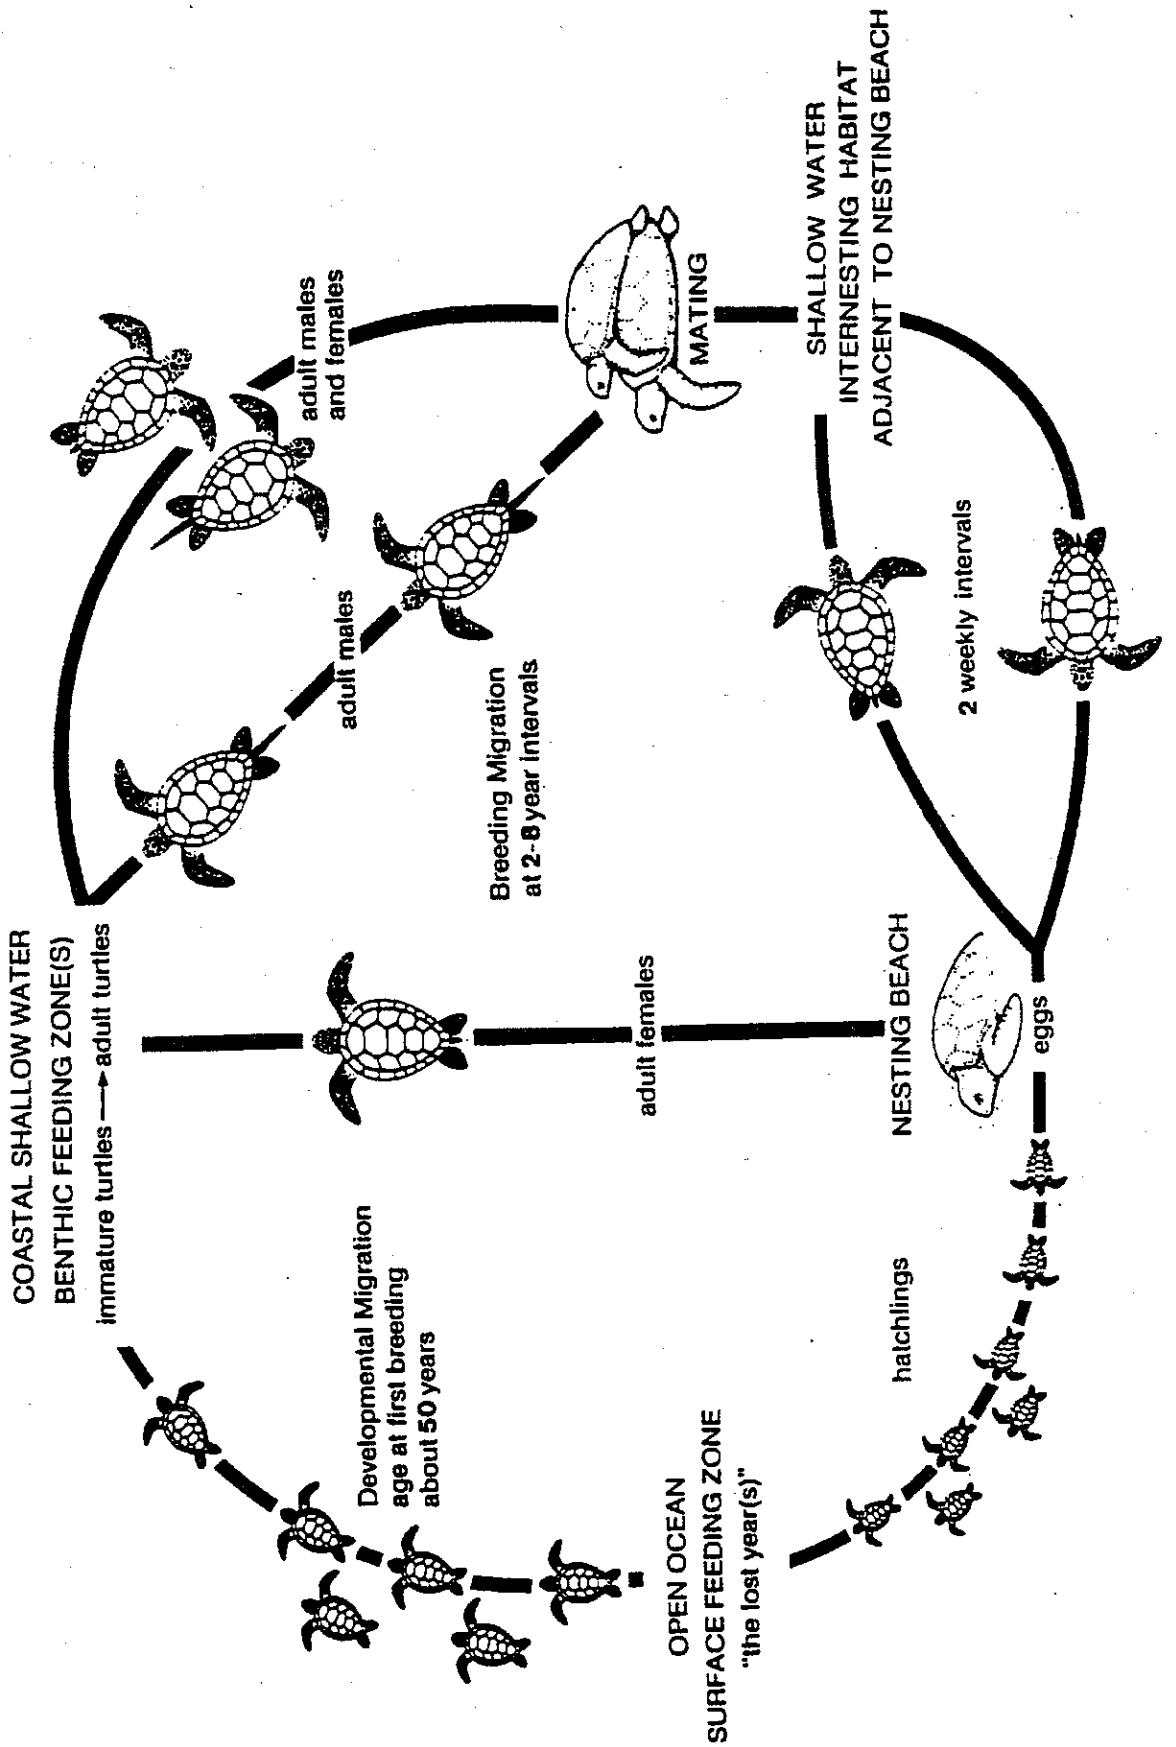 COASTAL SHALLOW WATER
BENTHIC FEEDING ZONE(S)
immature turtles → adult turtles
adult males
and females
adult males
Breeding Migration
at 2-8 year intervals
MATING
Developmental Migration
age at first breeding
about 50 years
adult females
SHALLOW WATER
INTERNESTING HABITAT
ADJACENT TO NESTING BEACH
OPEN OCEAN
SURFACE FEEDING ZONE
"the lost year(s)"
hatchlings
NESTING BEACH
eggs
2 weekly intervals